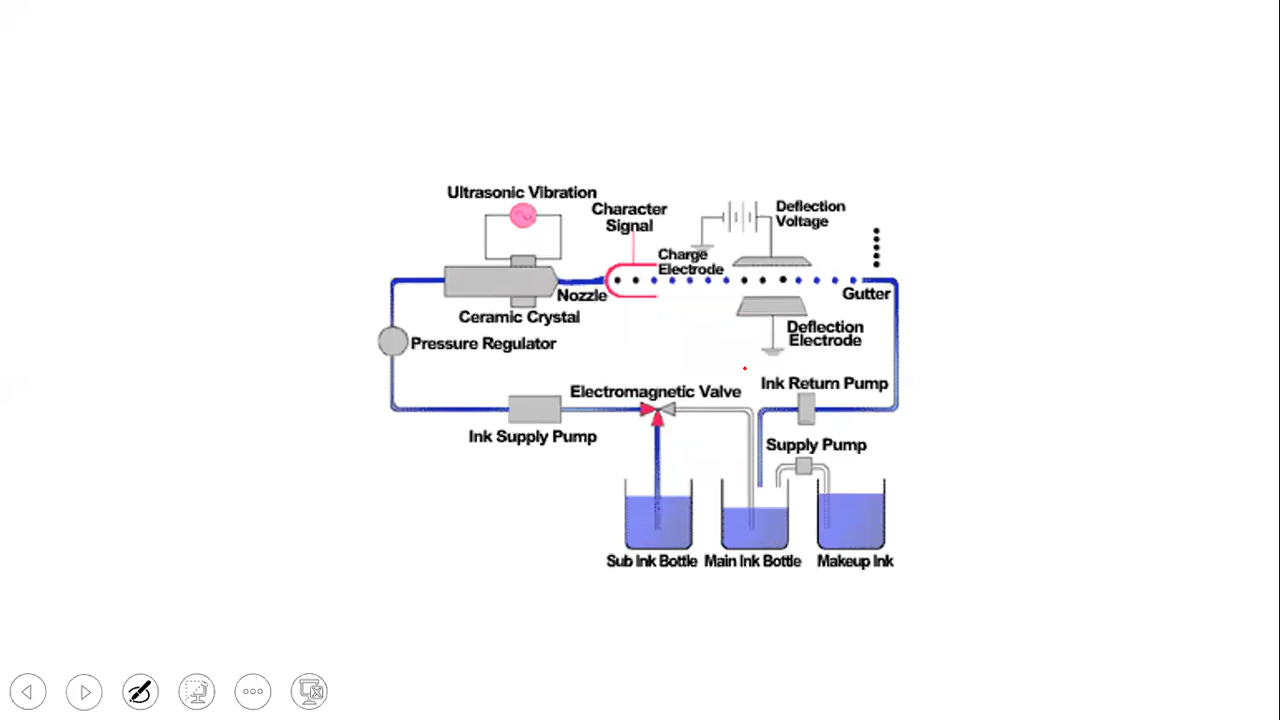 Ultrasonic Vibration
Character
Signal
Deflection
Voltage
Charge
Electrode
Nozzle
Gutter
Ceramic Crystal
Deflection
Electrode
Pressure Regulator
Electromagnetic Valve
Ink Return Pump
Ink Supply Pump
Supply Pump
Sub Ink Bottle
Main Ink Bottle
Makeup Ink